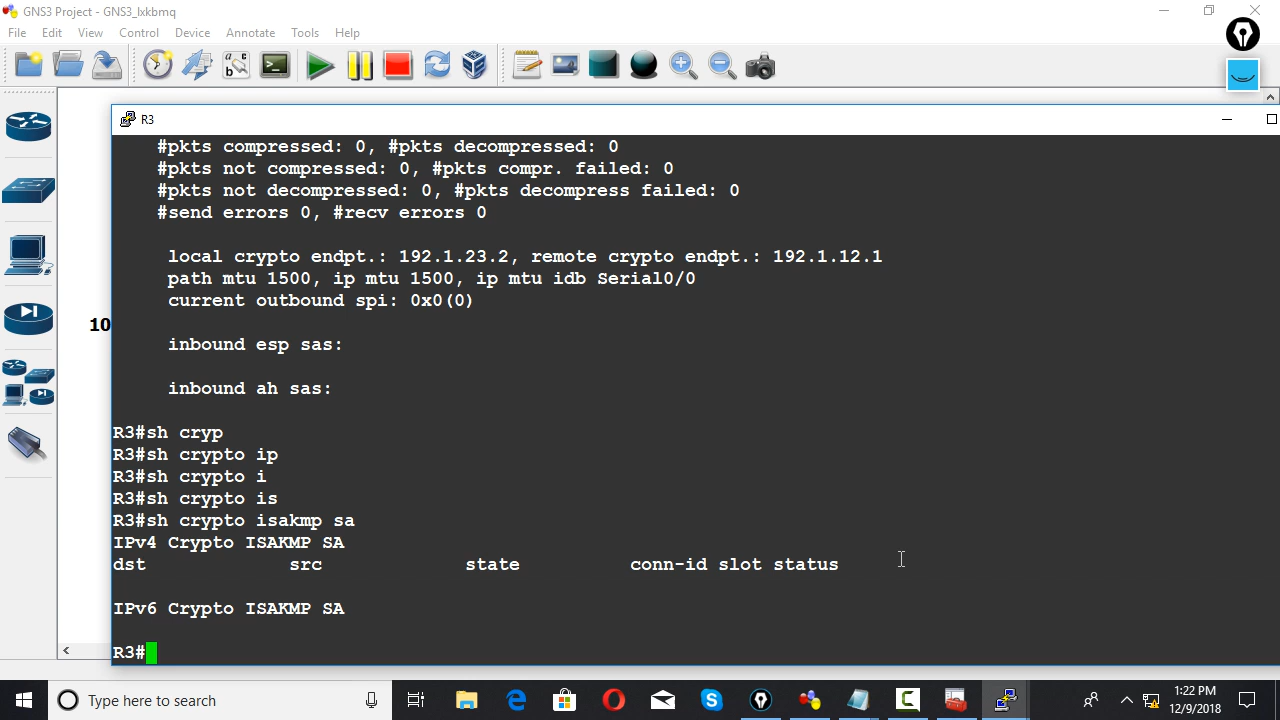 GNS3 Project - GNS3_lxkbmq
File Edit View Control Device Annotate Tools Help
R3
#pkts compressed: 0, #pkts decompressed: 0
#pkts not compressed: 0, #pkts compr. failed: 0
#pkts not decompressed: 0, #pkts decompress failed: 0
#send errors 0, #recv errors 0
local crypto endpt.: 192.1.23.2, remote crypto endpt.: 192.1.12.1
path mtu 1500, ip mtu 1500, ip mtu idb Serial0/0
current outbound spi: 0x0(0)
10
inbound esp sas:
inbound ah sas:
R3#sh cryp
R3#sh crypto ip
R3#sh crypto i
R3#sh crypto is
R3#sh crypto isakmp sa
IPv4 Crypto ISAKMP SA
dst src state conn-id slot status
IPv6 Crypto ISAKMP SA
R3#
Type here to search
1:22 PM
12/9/2018